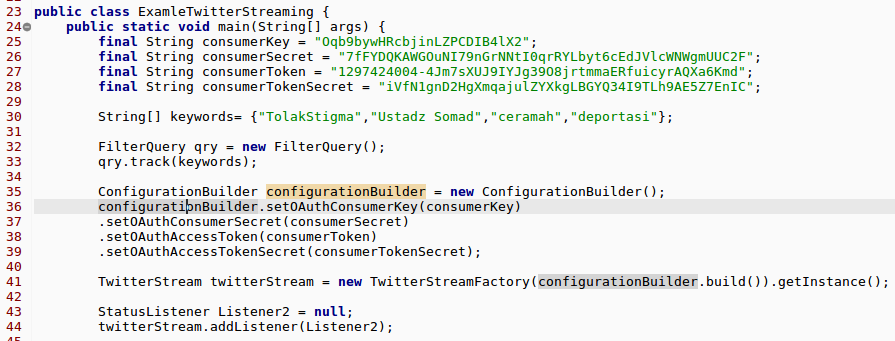 23 public class ExamleTwitterStreaming {
24 public static void main(String[] args) {
25 final String consumerKey = "Oqb9bywHRcbjinLZPCDIB4lX2";
26 final String consumerSecret = "7fFYDQKAWGOuNI79nGrNNtI0qrRYLbyt6cEdJVlcWNWgmUUC2F";
27 final String consumerToken = "1297424004-4Jm7sXUJ9IYJg39O8jrtmmaERfuicyrAQXa6Kmd";
28 final String consumerTokenSecret = "iVfN1gnD2HgXmqajulZYXkgLBGYQ34I9TLh9AE5Z7EnIC";
29
30 String[] keywords= {"TolakStigma","Ustadz Somad","ceramah","deportasi"};
31
32 FilterQuery qry = new FilterQuery();
33 qry.track(keywords);
34
35 ConfigurationBuilder configurationBuilder = new ConfigurationBuilder();
36 configurationBuilder.setOAuthConsumerKey(consumerKey)
37 .setOAuthConsumerSecret(consumerSecret)
38 .setOAuthAccessToken(consumerToken)
39 .setOAuthAccessTokenSecret(consumerTokenSecret);
40
41 TwitterStream twitterStream = new TwitterStreamFactory(configurationBuilder.build()).getInstance();
42
43 StatusListener Listener2 = null;
44 twitterStream.addListener(Listener2);